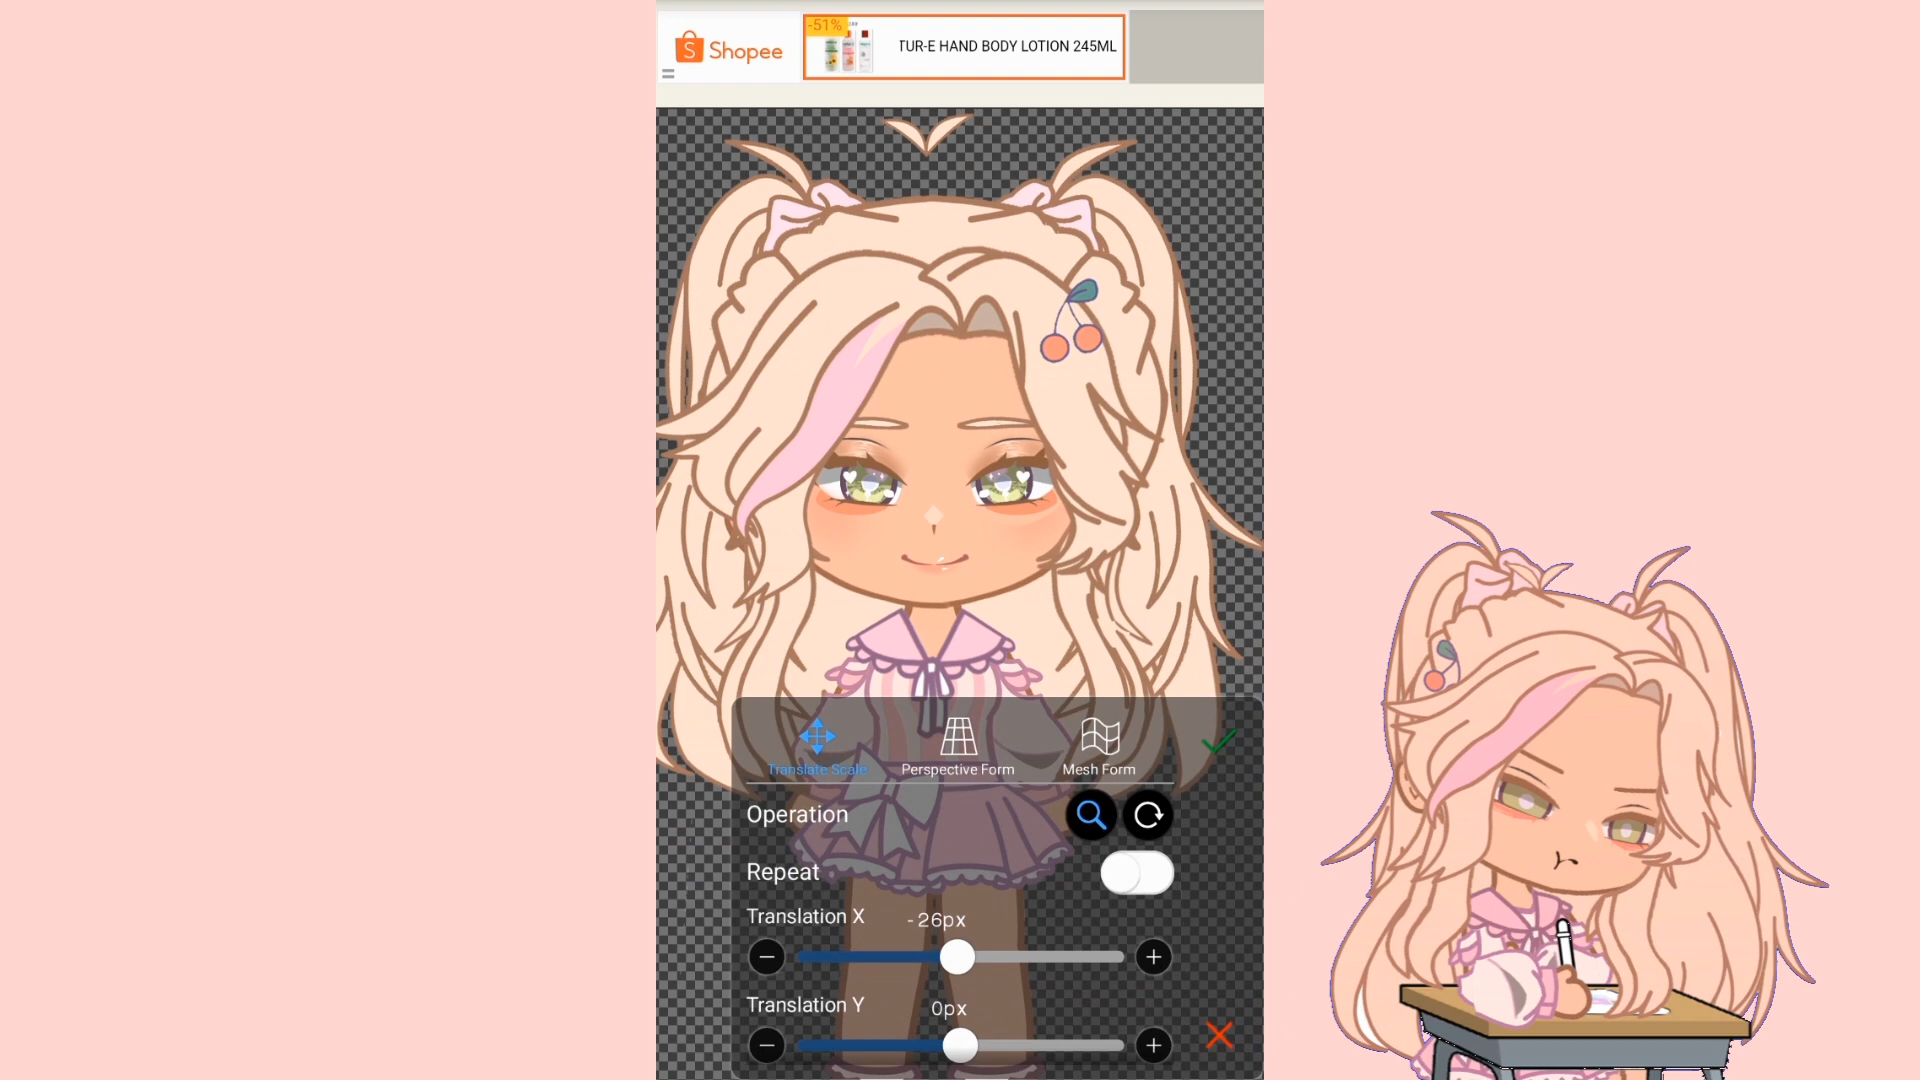 -51%
Shopee
TUR-E HAND BODY LOTION 245ML
Translate Scale
Perspective Form
Mesh Form
Operation
Repeat
Translation X
-26px
Translation Y
0px